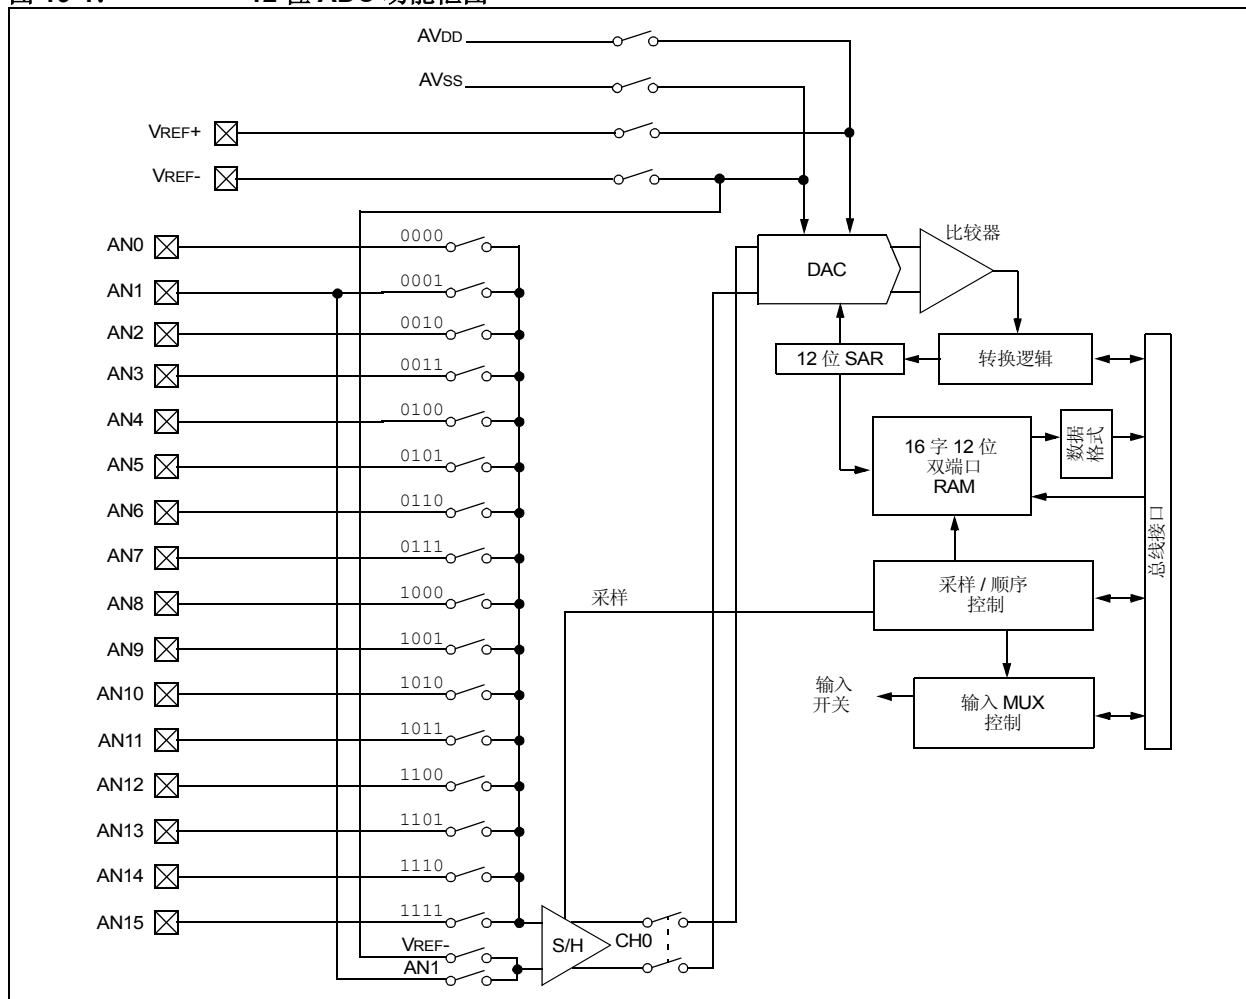 AVDD
AVSS
VREF+
VREF-
AN0 0000
AN1 0001
AN2 0010
AN3 0011
AN4 0100
AN5 0101
AN6 0110
AN7 0111
AN8 1000
AN9 1001
AN10 1010
AN11 1011
AN12 1100
AN13 1101
AN14 1110
AN15 1111
VREF-
AN1
S/H
CH0
采样
DAC
比较器
12 位 SAR
转换逻辑
16 字 12 位
双端口
RAM
数据
格式
总线接口
采样 / 顺序
控制
输入
开关
输入 MUX
控制